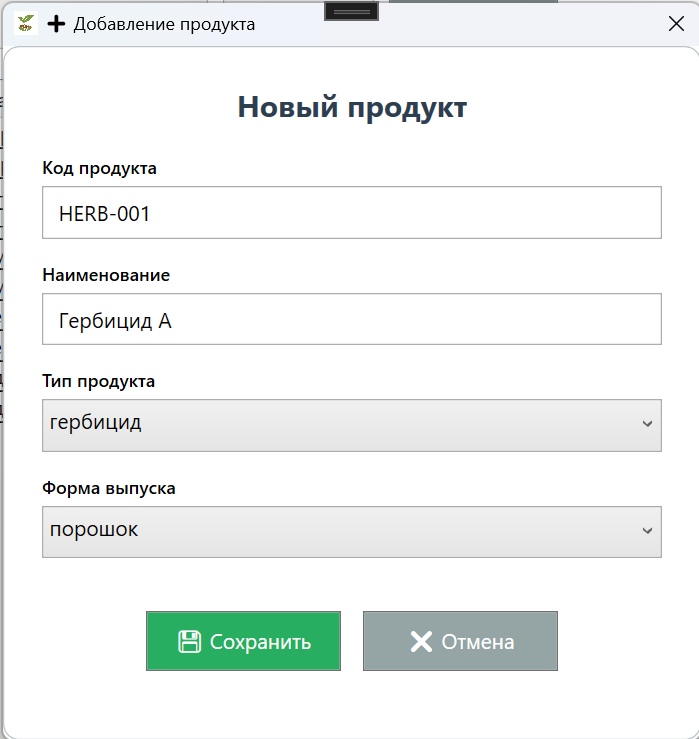 Добавление продукта
Новый продукт
Код продукта
HERB-001
Наименование
Гербицид А
Тип продукта
гербицид
Форма выпуска
порошок
Сохранить
Отмена